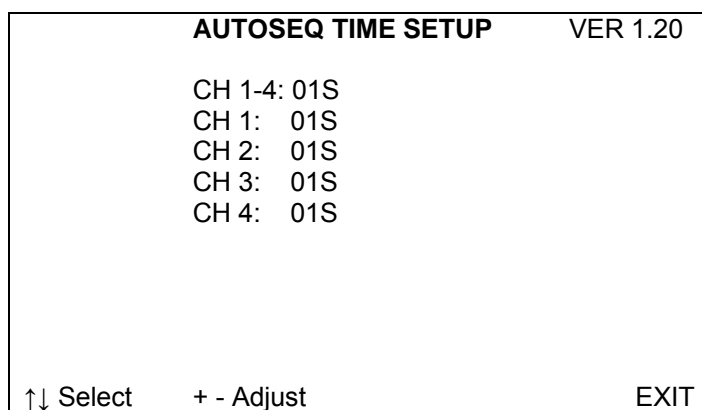 AUTOSEQ TIME SETUP VER 1.20
CH 1-4: 01S
CH 1: 01S
CH 2: 01S
CH 3: 01S
CH 4: 01S
↑↓ Select + - Adjust EXIT